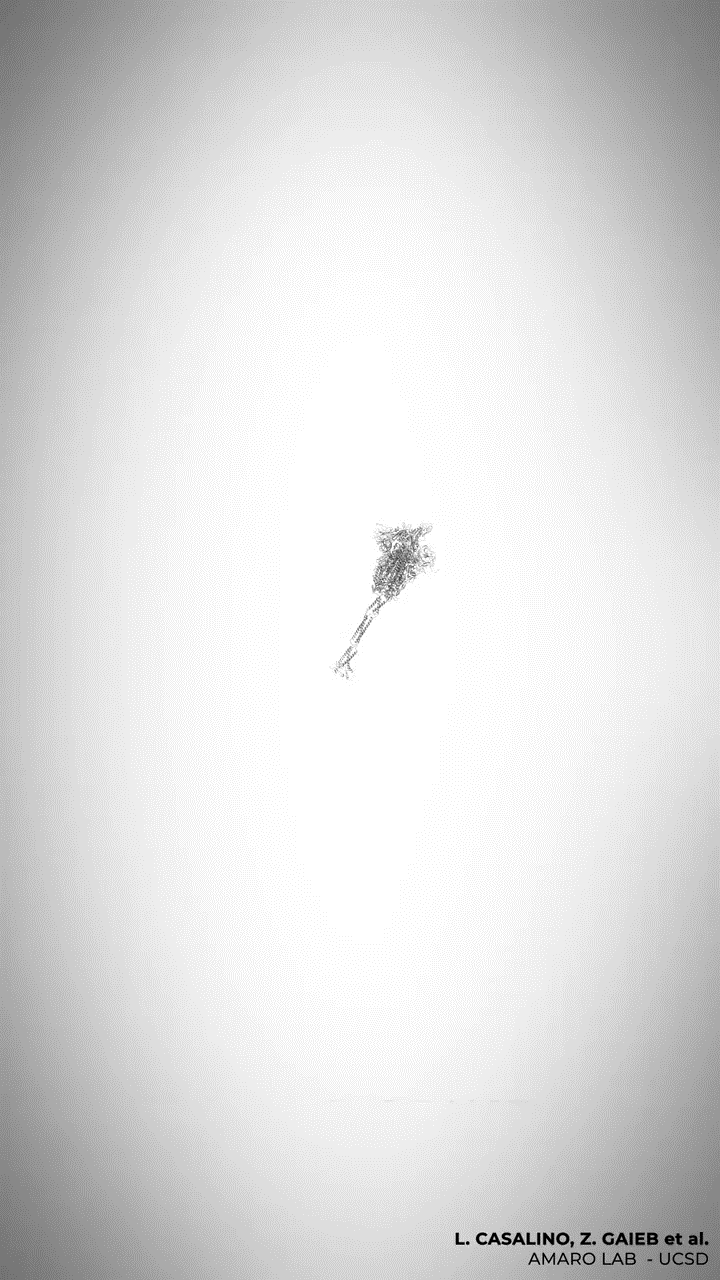 L. CASALINO, Z. GAIEB et al.
AMARO LAB - UCSD